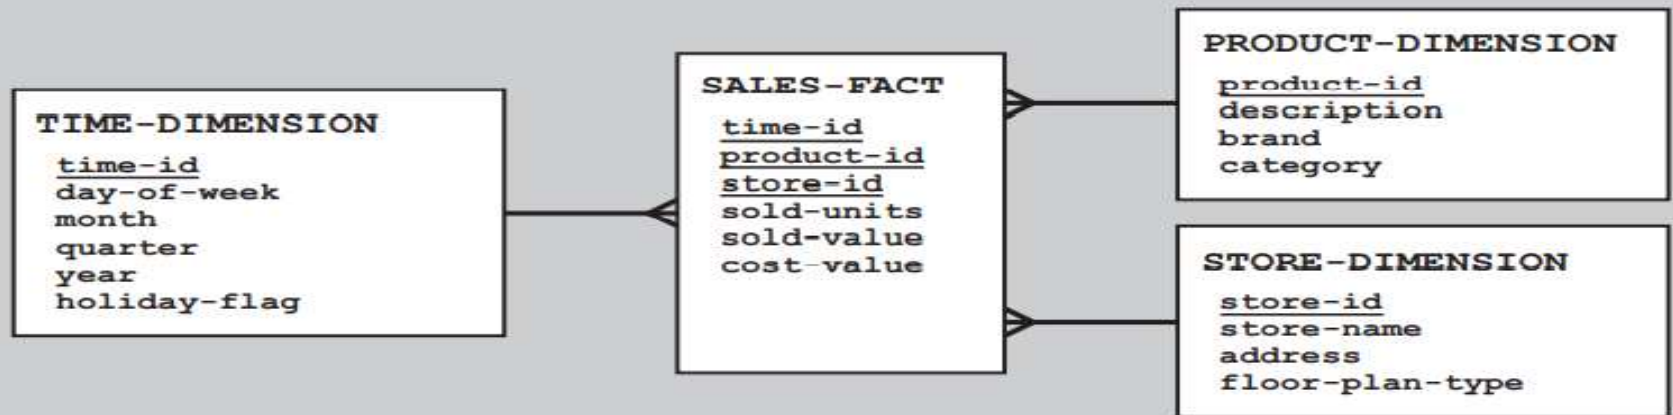 TIME-DIMENSION
time-id
day-of-week
month
quarter
year
holiday-flag
SALES-FACT
time-id
product-id
store-id
sold-units
sold-value
cost-value
PRODUCT-DIMENSION
product-id
description
brand
category
STORE-DIMENSION
store-id
store-name
address
floor-plan-type